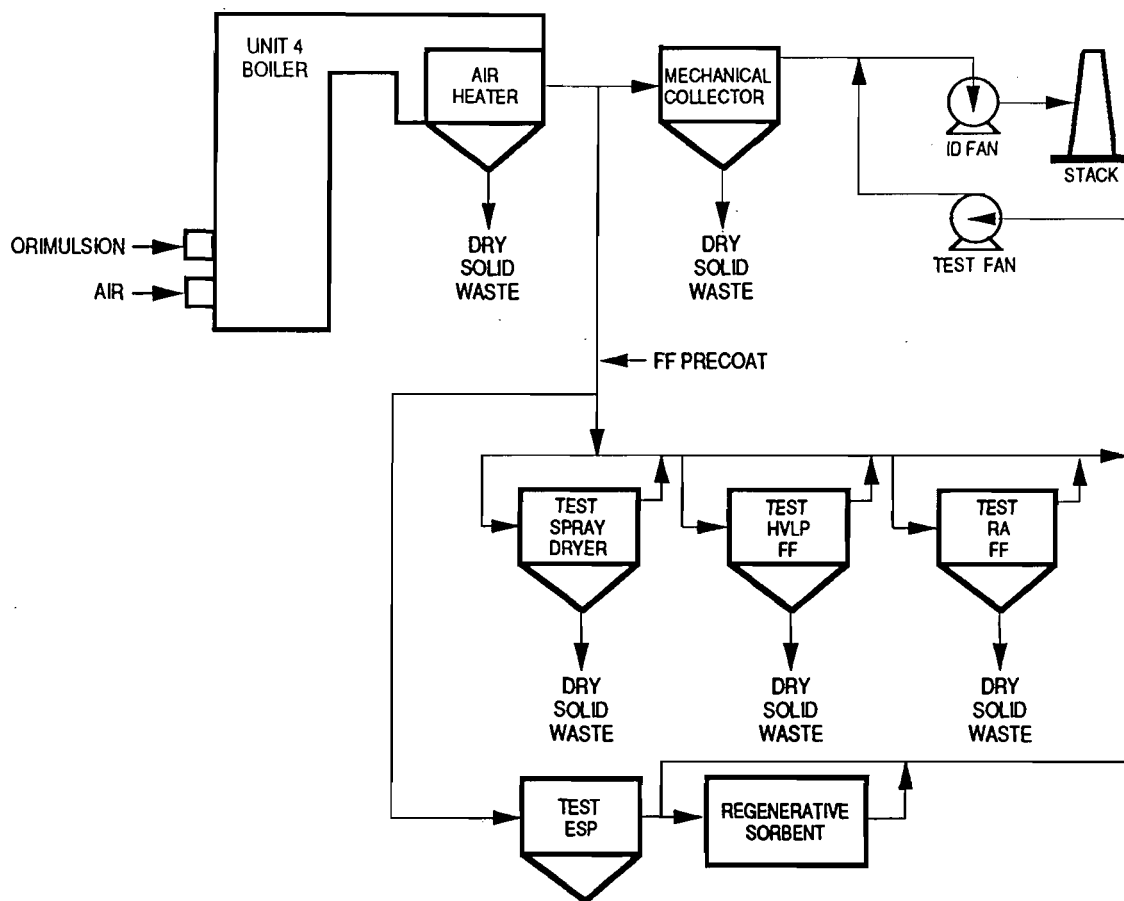 UNIT 4
BOILER
AIR
HEATER
MECHANICAL
COLLECTOR
ID FAN
STACK
TEST FAN
ORIMULSION
AIR
DRY
SOLID
WASTE
DRY
SOLID
WASTE
FF PRECOAT
TEST
SPRAY
DRYER
TEST
HVLP
FF
TEST
RA
FF
DRY
SOLID
WASTE
DRY
SOLID
WASTE
DRY
SOLID
WASTE
TEST
ESP
REGENERATIVE
SORBENT